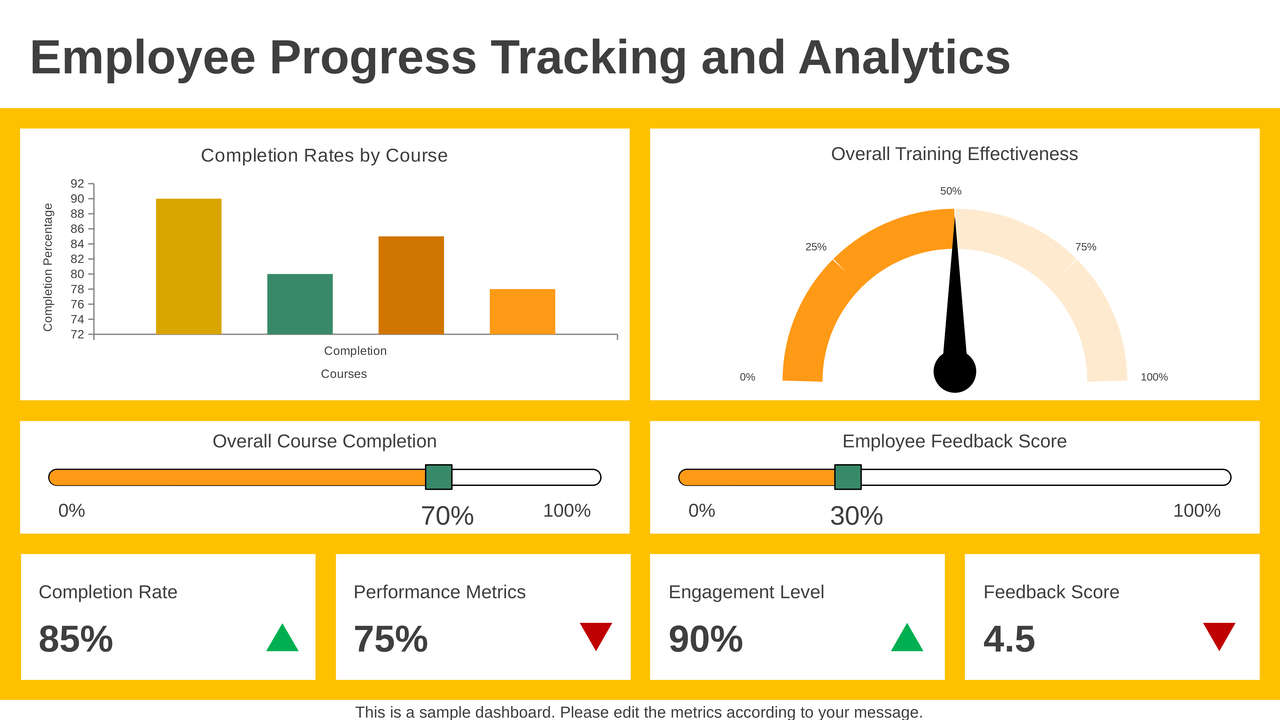 Employee Progress Tracking and Analytics
Completion Rates by Course
Completion Percentage
92
90
88
86
84
82
80
78
76
74
72
Completion
Courses
Overall Training Effectiveness
0%
25%
50%
75%
100%
Overall Course Completion
0%
70%
100%
Employee Feedback Score
0%
30%
100%
Completion Rate
85%
Performance Metrics
75%
Engagement Level
90%
Feedback Score
4.5
This is a sample dashboard. Please edit the metrics according to your message.